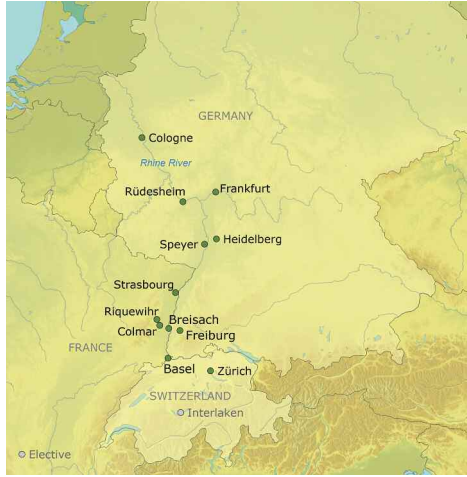 GERMANY
Cologne
Rhine River
Rüdesheim
Frankfurt
Speyer
Heidelberg
Strasbourg
Riquewihr
Breisach
Colmar
Freiburg
FRANCE
Basel
Zürich
SWITZERLAND
Interlaken
Elective